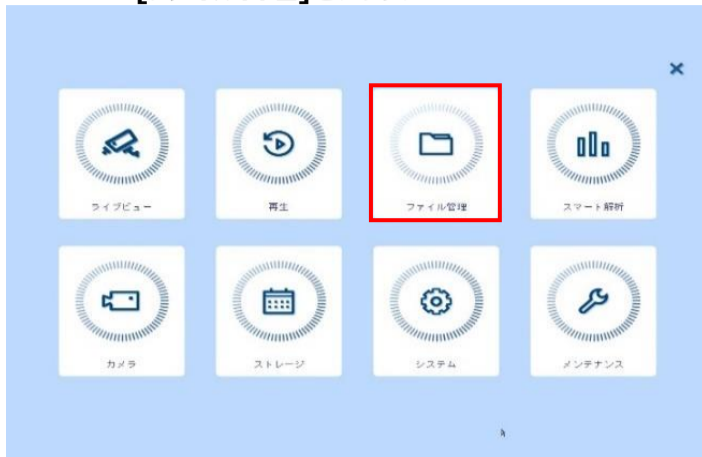 ライブビュー
再生
ファイル管理
スマート解析
カメラ
ストレージ
システム
メンテナンス